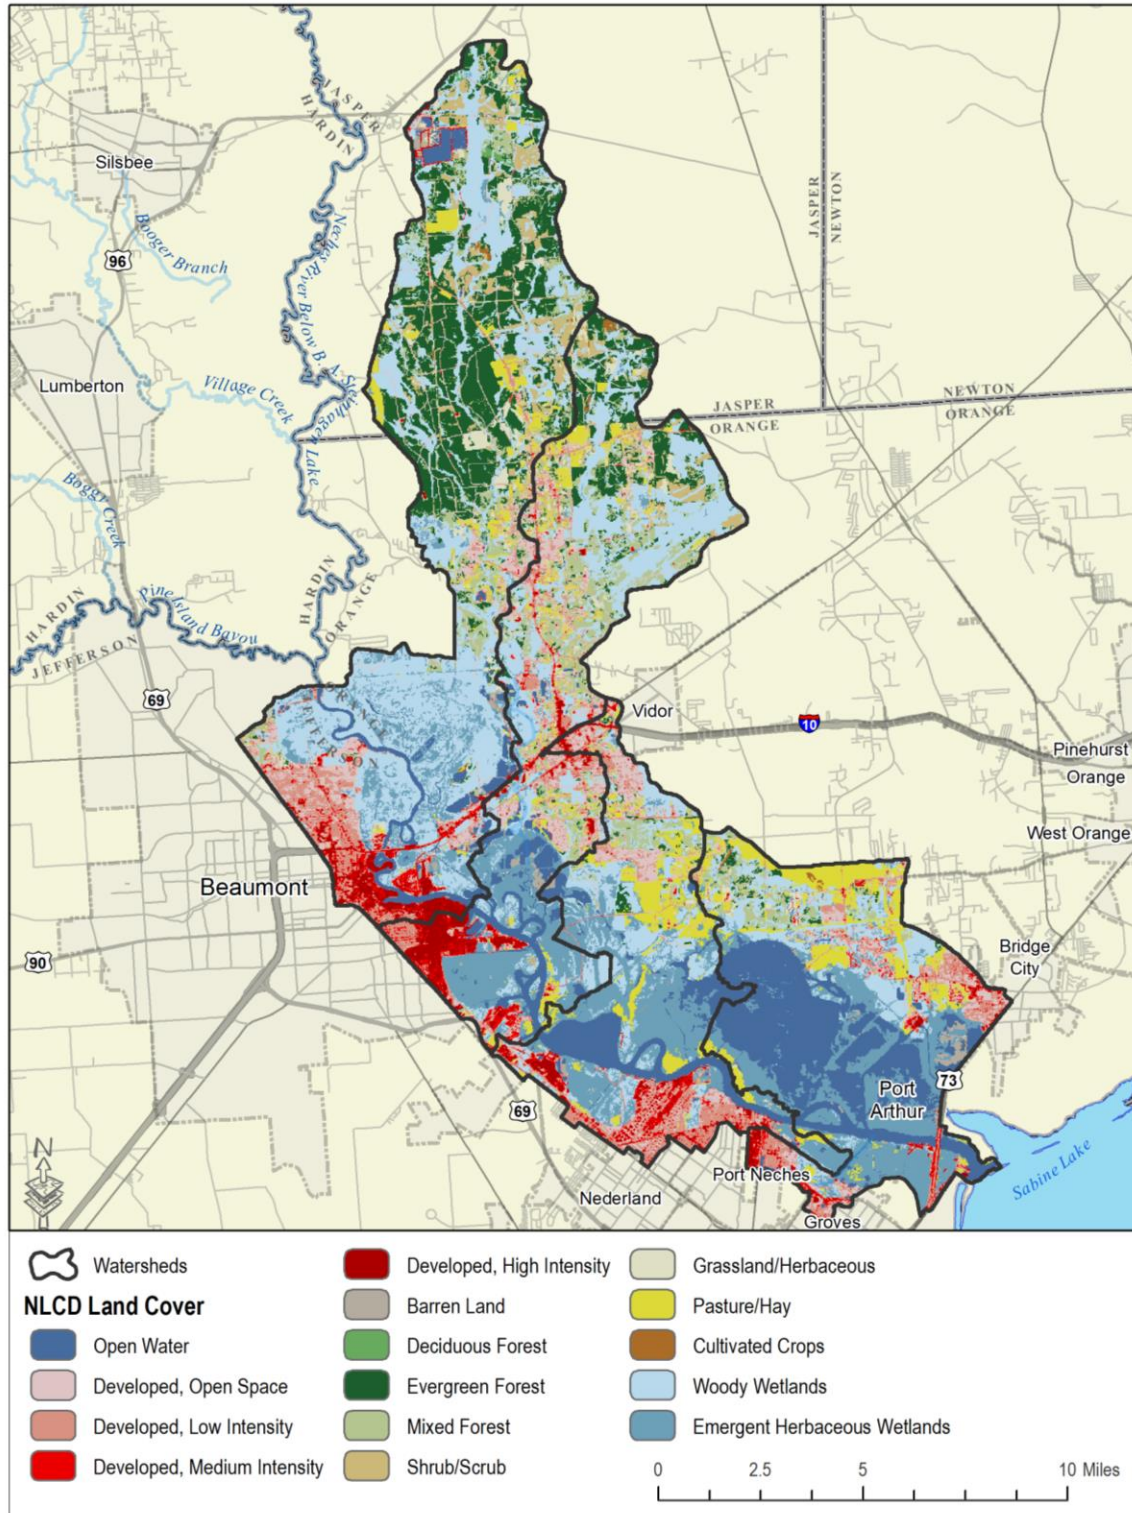 JASPER
HARDIN
Silsbee
Booger Branch
96
Neches River Below B. A. Steinhagen Lake
JASPER
NEWTON
Lumberton
Village Creek
JASPER
ORANGE
NEWTON
ORANGE
Boggy Creek
HARDIN
JEFFERSON
Pine Island Bayou
HARDIN
ORANGE
69
ORANGE
JEFFERSON
Vidor
10
Pinehurst
Orange
West Orange
Beaumont
90
Bridge
City
73
Port
Arthur
69
Sabine Lake
Port Neches
Nederland
Groves
N
Watersheds
NLCD Land Cover
Open Water
Developed, Open Space
Developed, Low Intensity
Developed, Medium Intensity
Developed, High Intensity
Barren Land
Deciduous Forest
Evergreen Forest
Mixed Forest
Shrub/Scrub
Grassland/Herbaceous
Pasture/Hay
Cultivated Crops
Woody Wetlands
Emergent Herbaceous Wetlands
0 2.5 5 10 Miles